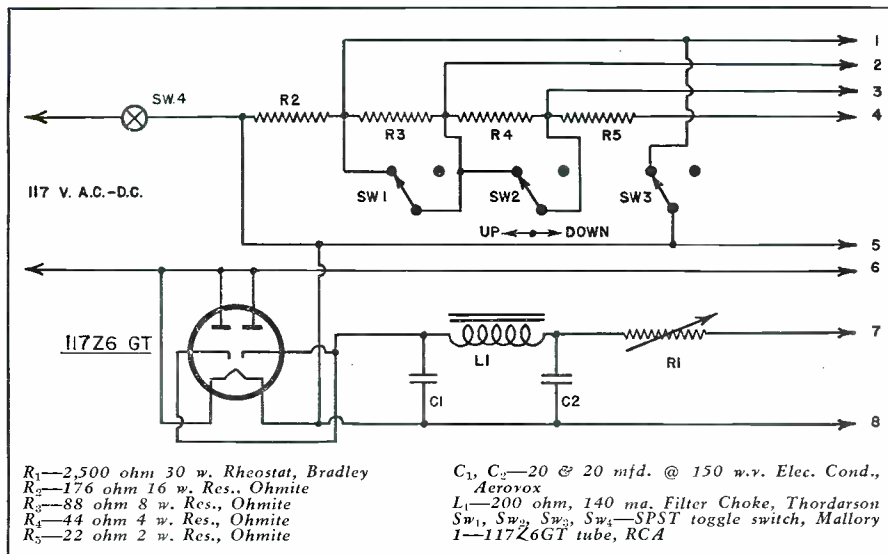 1
2
SW.4
3
R2
4
R3
R4
R5
117 V. A.C.-D.C.
SW1
SW2
SW3
UP
DOWN
5
6
117Z6 GT
7
L1
R1
C1
C2
8
R1—2,500 ohm 30 w. Rheostat, Bradley
R2—176 ohm 16 w. Res., Ohmite
R3—88 ohm 8 w. Res., Ohmite
R4—44 ohm 4 w. Res., Ohmite
R5—22 ohm 2 w. Res., Ohmite
C1, C2—20 & 20 mfd. @ 150 w.v. Elec. Cond.,
Aerovox
L1—200 ohm, 140 ma. Filter Choke, Thordarson
Sw1, Sw2, Sw3, Sw4—SPST toggle switch, Mallory
1—117Z6GT tube, RCA